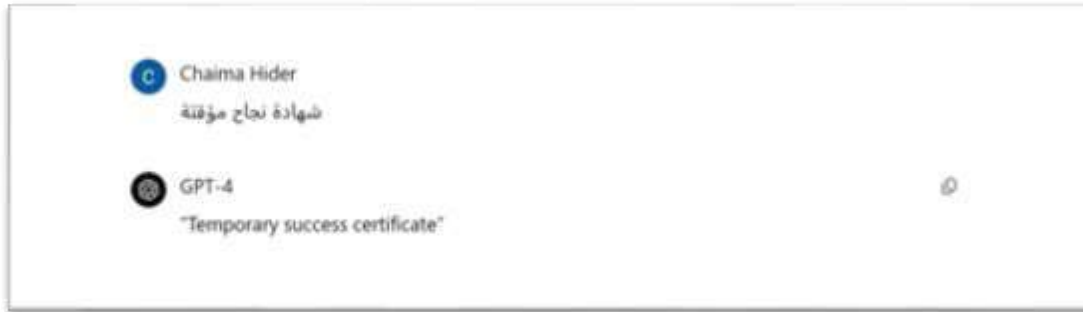 C
Chaima Hider
شهادة نجاح مؤقتة
GPT-4
"Temporary success certificate"